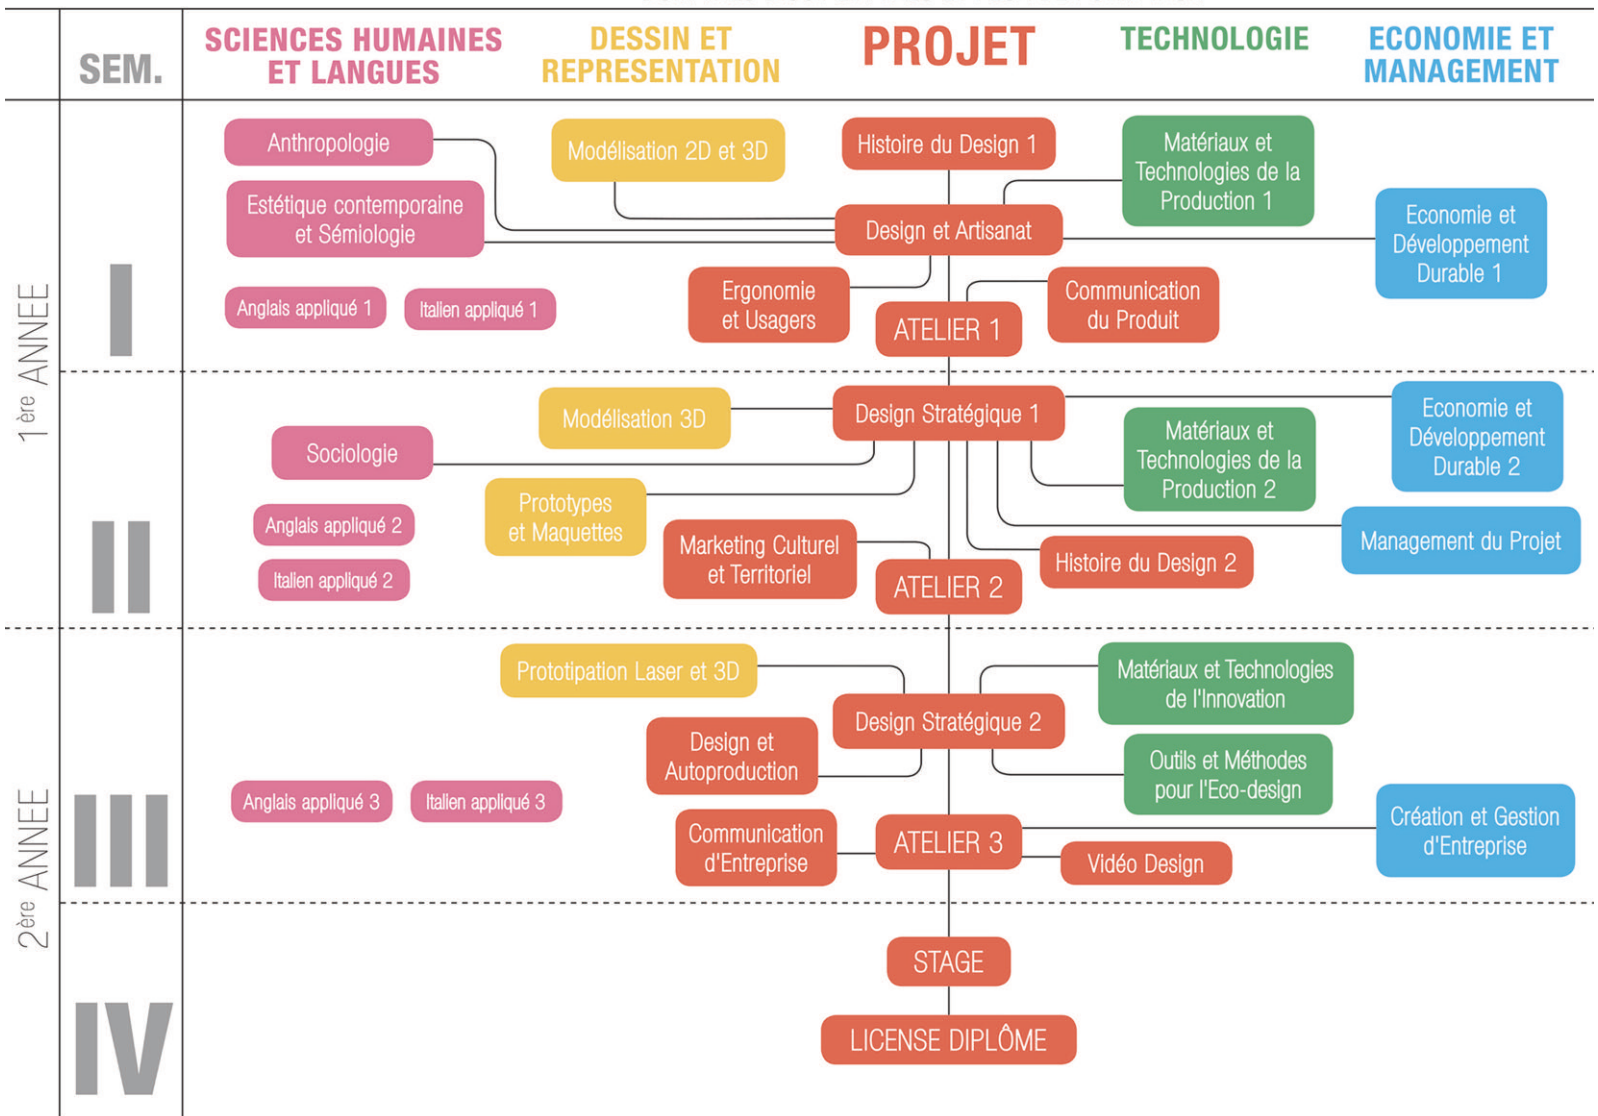 SEM.
SCIENCES HUMAINES
ET LANGUES
DESSIN ET
REPRESENTATION
PROJET
TECHNOLOGIE
ECONOMIE ET
MANAGEMENT
1ère ANNEE
I
Anthropologie
Estétique contemporaine
et Sémiologie
Anglais appliqué 1
Italien appliqué 1
Modélisation 2D et 3D
Histoire du Design 1
Design et Artisanat
Ergonomie
et Usagers
ATELIER 1
Communication
du Produit
Matériaux et
Technologies de la
Production 1
Economie et
Développement
Durable 1
II
Sociologie
Anglais appliqué 2
Italien appliqué 2
Modélisation 3D
Prototypes
et Maquettes
Design Stratégique 1
Marketing Culturel
et Territoriel
ATELIER 2
Histoire du Design 2
Matériaux et
Technologies de la
Production 2
Economie et
Développement
Durable 2
Management du Projet
2ère ANNEE
III
Anglais appliqué 3
Italien appliqué 3
Prototipation Laser et 3D
Design Stratégique 2
Design et
Autoproduction
Communication
d'Entreprise
ATELIER 3
Vidéo Design
Matériaux et Technologies
de l'Innovation
Outils et Méthodes
pour l'Eco-design
Création et Gestion
d'Entreprise
IV
STAGE
LICENSE DIPLÔME